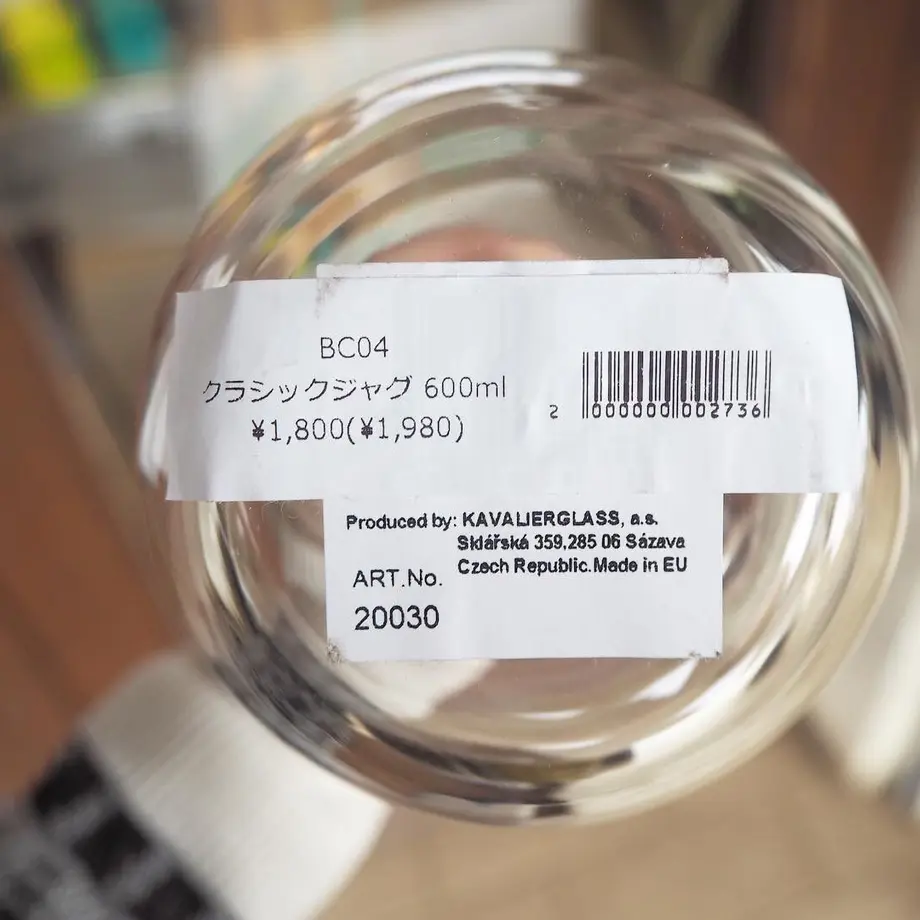 BC04
クラシックジャグ 600ml
¥1,800(¥1,980)
2 000000 002736
Produced by: KAVALIERGLASS, a.s.
Sklářská 359,285 06 Sázava
Czech Republic.Made in EU
ART.No.
20030